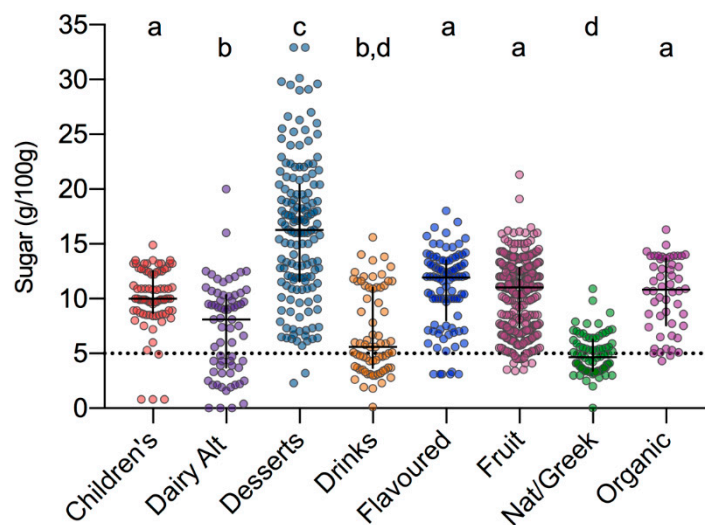 a b c b,d a a d a
35
30
25
20
15
10
5
0
Sugar (g/100g)
Children's
Dairy Alt
Desserts
Drinks
Flavoured
Fruit
Nat/Greek
Organic